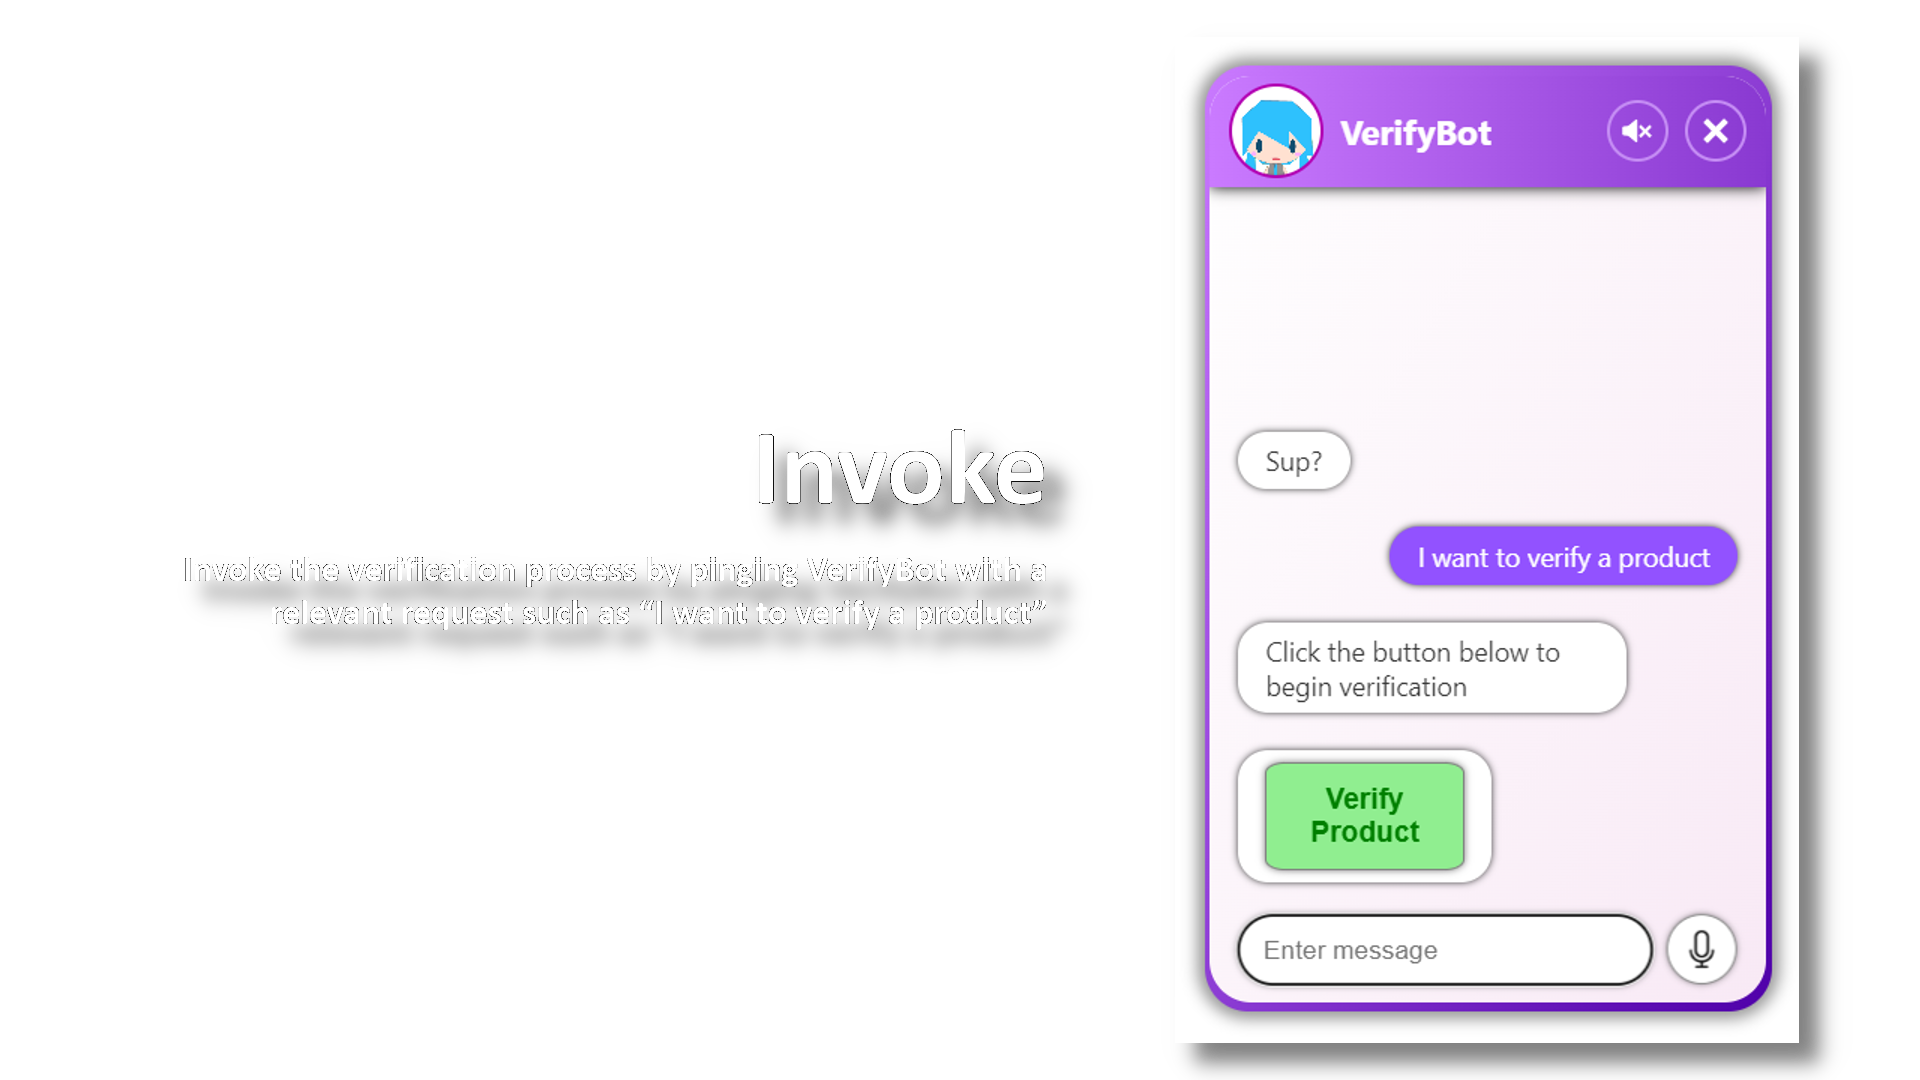 Invoke
Invoke the verification process by pinging VerifyBot with a
relevant request such as “I want to verify a product”
VerifyBot
Sup?
I want to verify a product
Click the button below to
begin verification
Verify
Product
Enter message